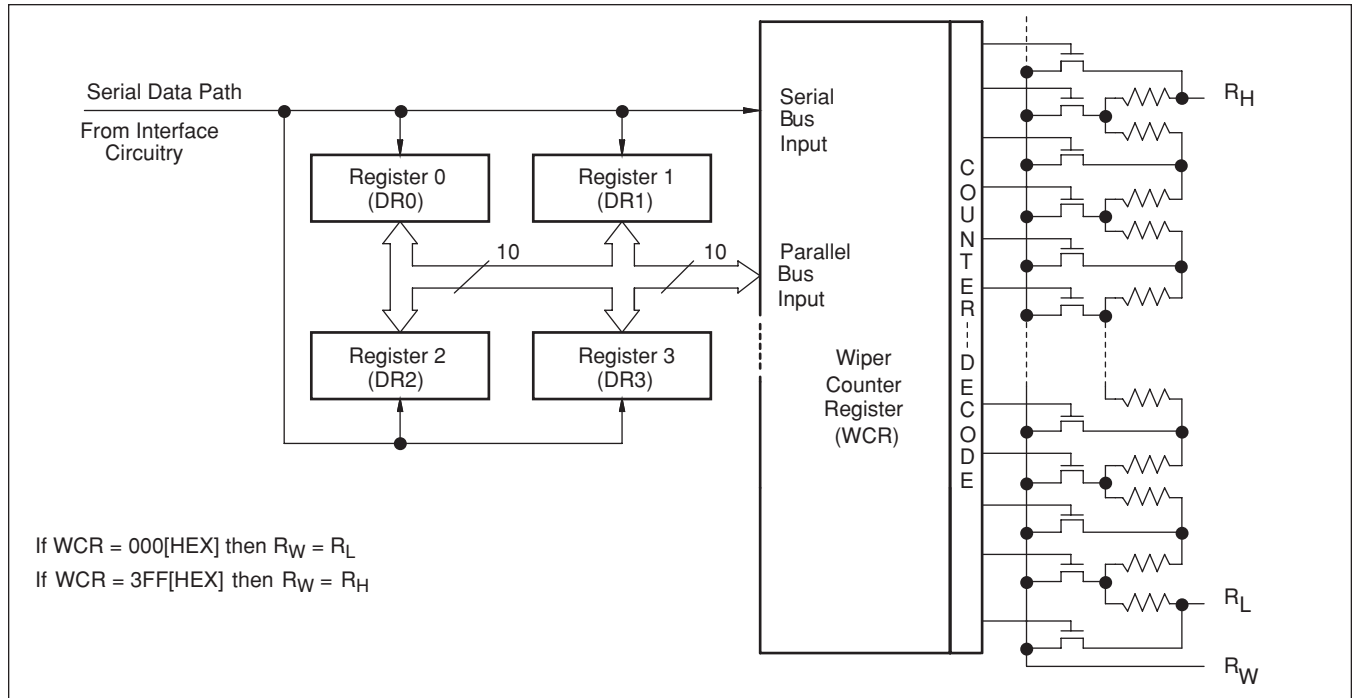 Serial Data Path
From Interface
Circuitry
Register 0
(DR0)
Register 1
(DR1)
10
10
Register 2
(DR2)
Register 3
(DR3)
Serial
Bus
Input
Parallel
Bus
Input
Wiper
Counter
Register
(WCR)
COUNTER DECODE
RH
RL
RW
If WCR = 000[HEX] then RW = RL
If WCR = 3FF[HEX] then RW = RH